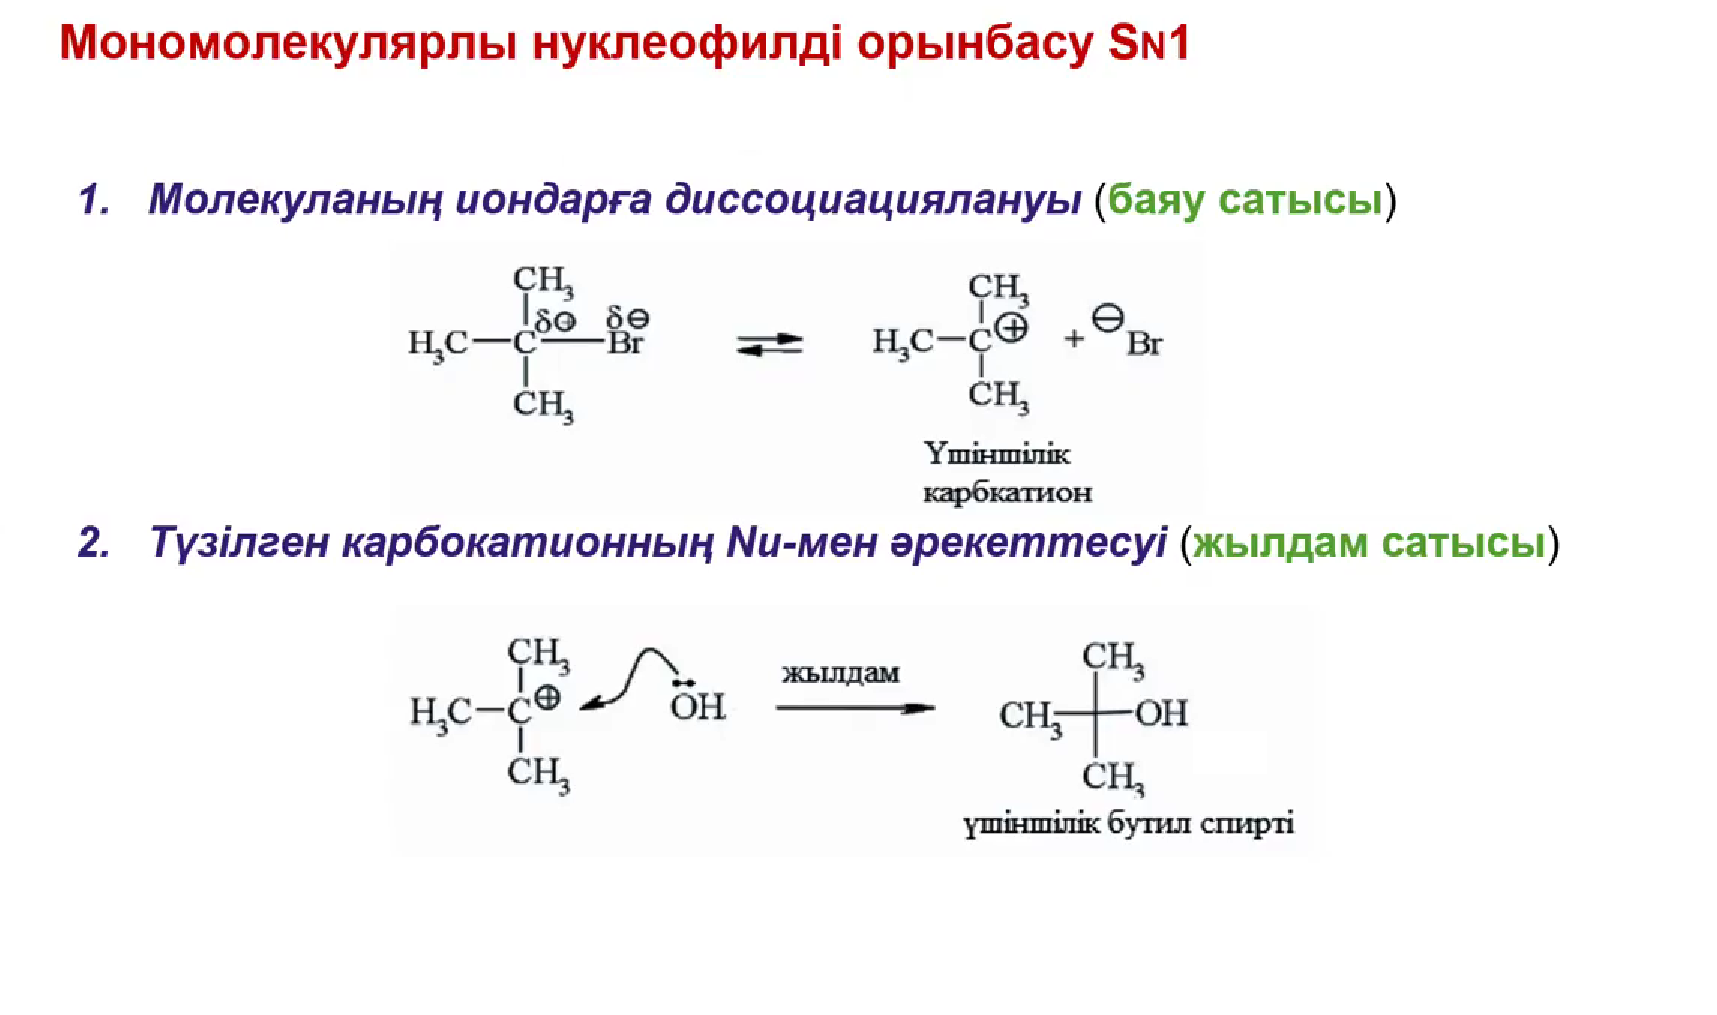 Мономолекулярлы нуклеофилді орынбасу SN1
1. Молекуланың иондарға диссоциациялануы (баяу сатысы)
CH3
δ⊕ δ⊖
H3C—C—Br ⇌ H3C—C⊕ + ⊖Br
CH3
CH3
CH3
Үшіншілік
карбкатион
2. Түзілген карбокатионның Nu-мен әрекеттесуі (жылдам сатысы)
CH3
H3C—C⊕
CH3
OH
жылдам
CH3
CH3 OH
CH3
үшіншілік бутил спирті